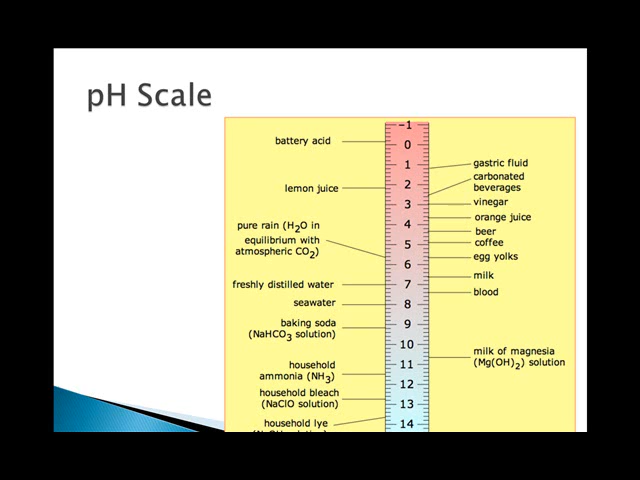 pH Scale
battery acid
lemon juice
pure rain (H₂O in
equilibrium with
atmospheric CO₂)
freshly distilled water
seawater
baking soda
(NaHCO₃ solution)
household
ammonia (NH₃)
household bleach
(NaClO solution)
household lye
−1
0
1
2
3
4
5
6
7
8
9
10
11
12
13
14
gastric fluid
carbonated
beverages
vinegar
orange juice
beer
coffee
egg yolks
milk
blood
milk of magnesia
(Mg(OH)₂) solution